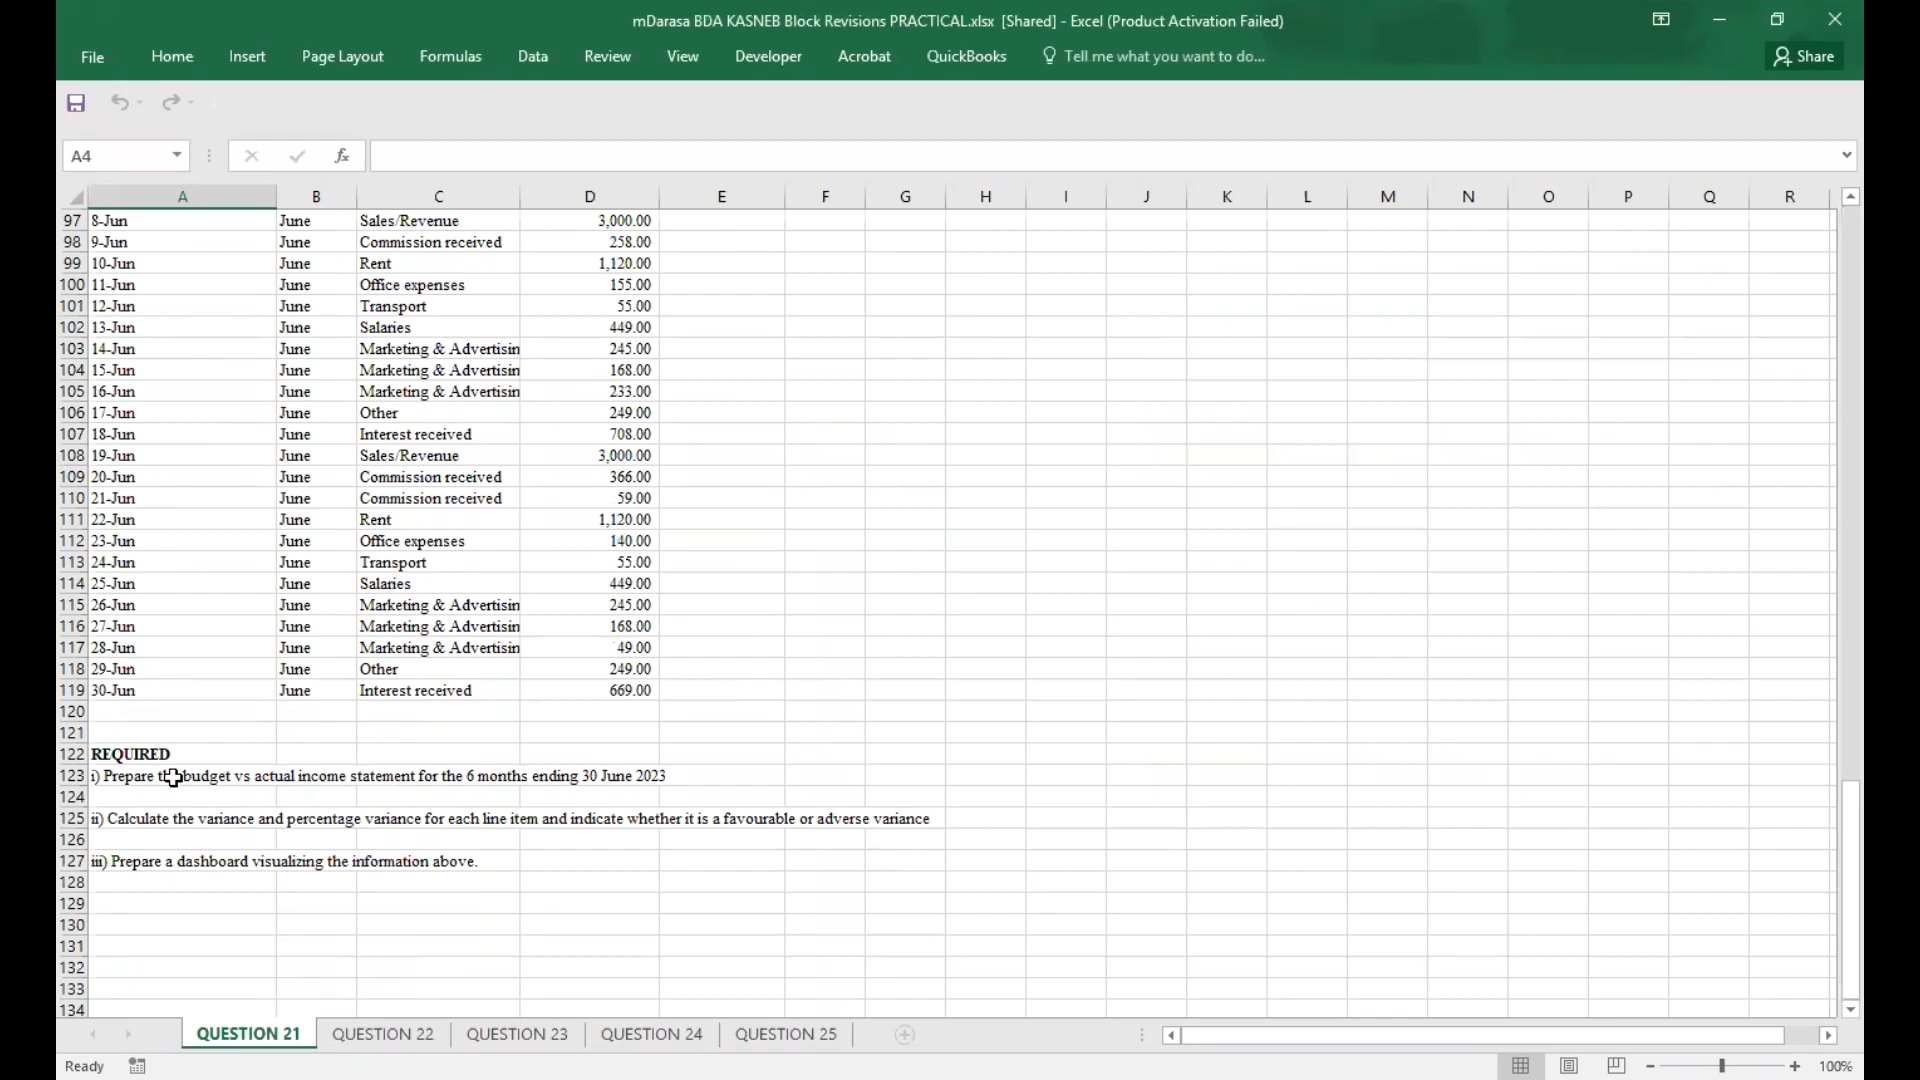 mDarasa BDA KASNEB Block Revisions PRACTICAL.xlsx [Shared] - Excel (Product Activation Failed)
File Home Insert Page Layout Formulas Data Review View Developer Acrobat QuickBooks Tell me what you want to do... Share
A4 fx
A B C D E F G H I J K L M N O P Q R
97 8-Jun June Sales/Revenue 3,000.00
98 9-Jun June Commission received 258.00
99 10-Jun June Rent 1,120.00
100 11-Jun June Office expenses 155.00
101 12-Jun June Transport 55.00
102 13-Jun June Salaries 449.00
103 14-Jun June Marketing & Advertisin 245.00
104 15-Jun June Marketing & Advertisin 168.00
105 16-Jun June Marketing & Advertisin 233.00
106 17-Jun June Other 249.00
107 18-Jun June Interest received 708.00
108 19-Jun June Sales/Revenue 3,000.00
109 20-Jun June Commission received 366.00
110 21-Jun June Commission received 59.00
111 22-Jun June Rent 1,120.00
112 23-Jun June Office expenses 140.00
113 24-Jun June Transport 55.00
114 25-Jun June Salaries 449.00
115 26-Jun June Marketing & Advertisin 245.00
116 27-Jun June Marketing & Advertisin 168.00
117 28-Jun June Marketing & Advertisin
118 29-Jun June Other 249.00
119 30-Jun June Interest received 669.00
120
121
122 REQUIRED
123 i) Prepare budget vs actual income statement for the 6 months ending 30 June 2023
124
125 ii) Calculate the variance and percentage variance for each line item and indicate whether it is a favourable or adverse variance
126
127 iii) Prepare a dashboard visualizing the information above.
128
129
130
131
132
133
134
QUESTION 21 QUESTION 22 QUESTION 23 QUESTION 24 QUESTION 25
Ready 100%